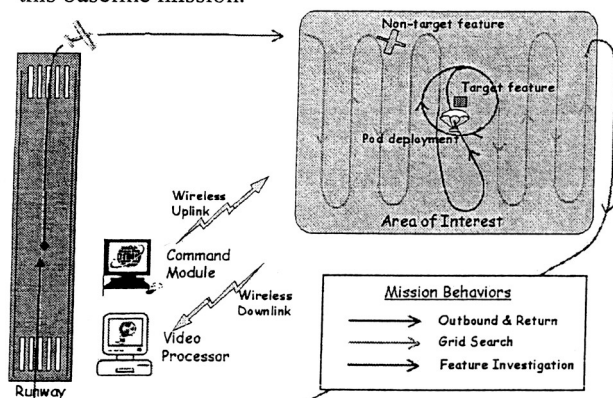 this baseline mission.
Non-target feature
Target feature
Pod deployment
Area of Interest
Wireless
Uplink
Command
Module
Wireless
Downlink
Video
Processor
Runway
Mission Behaviors
Outbound & Return
Grid Search
Feature Investigation